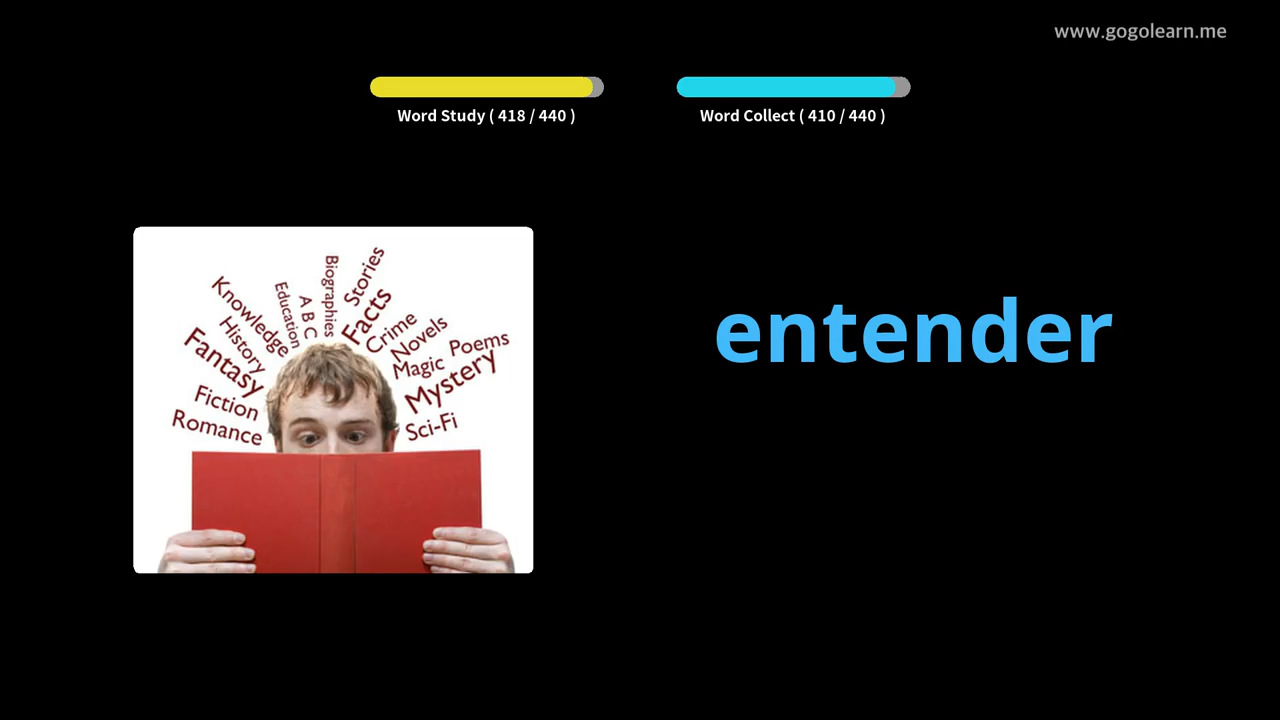 www.gogolearn.me
Word Study ( 418 / 440 )
Word Collect ( 410 / 440 )
entender
Romance
Fiction
Fantasy
History
Knowledge
Education
A B C
Biographies
Stories
Facts
Crime
Novels
Magic
Poems
Mystery
Sci-Fi